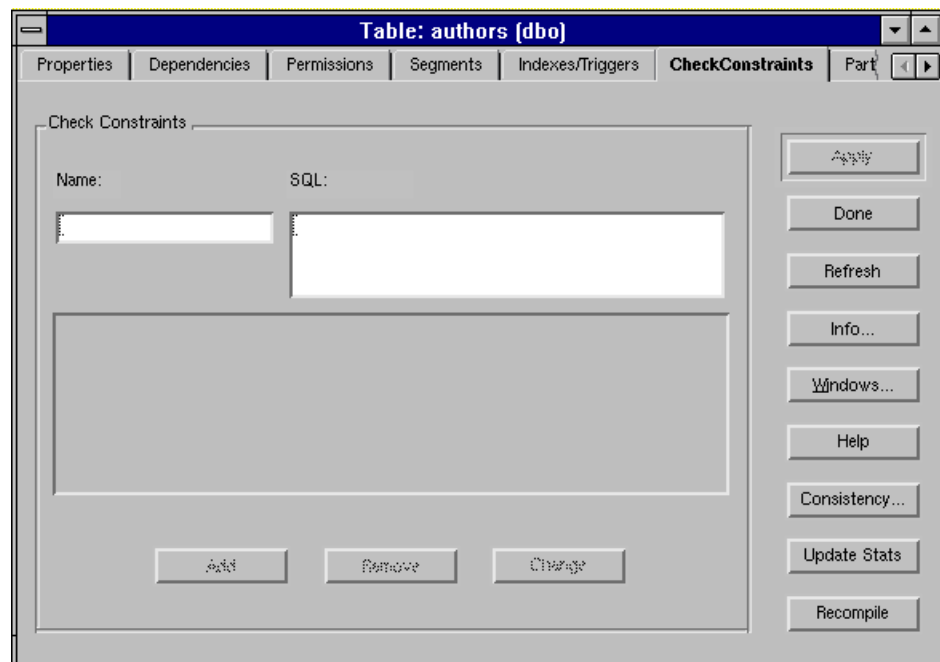 Table: authors (dbo)
Properties Dependencies Permissions Segments Indexes/Triggers CheckConstraints Part
Check Constraints
Name: SQL:
Apply
Done
Refresh
Info...
Windows...
Help
Consistency...
Update Stats
Recompile
Add Remove Change